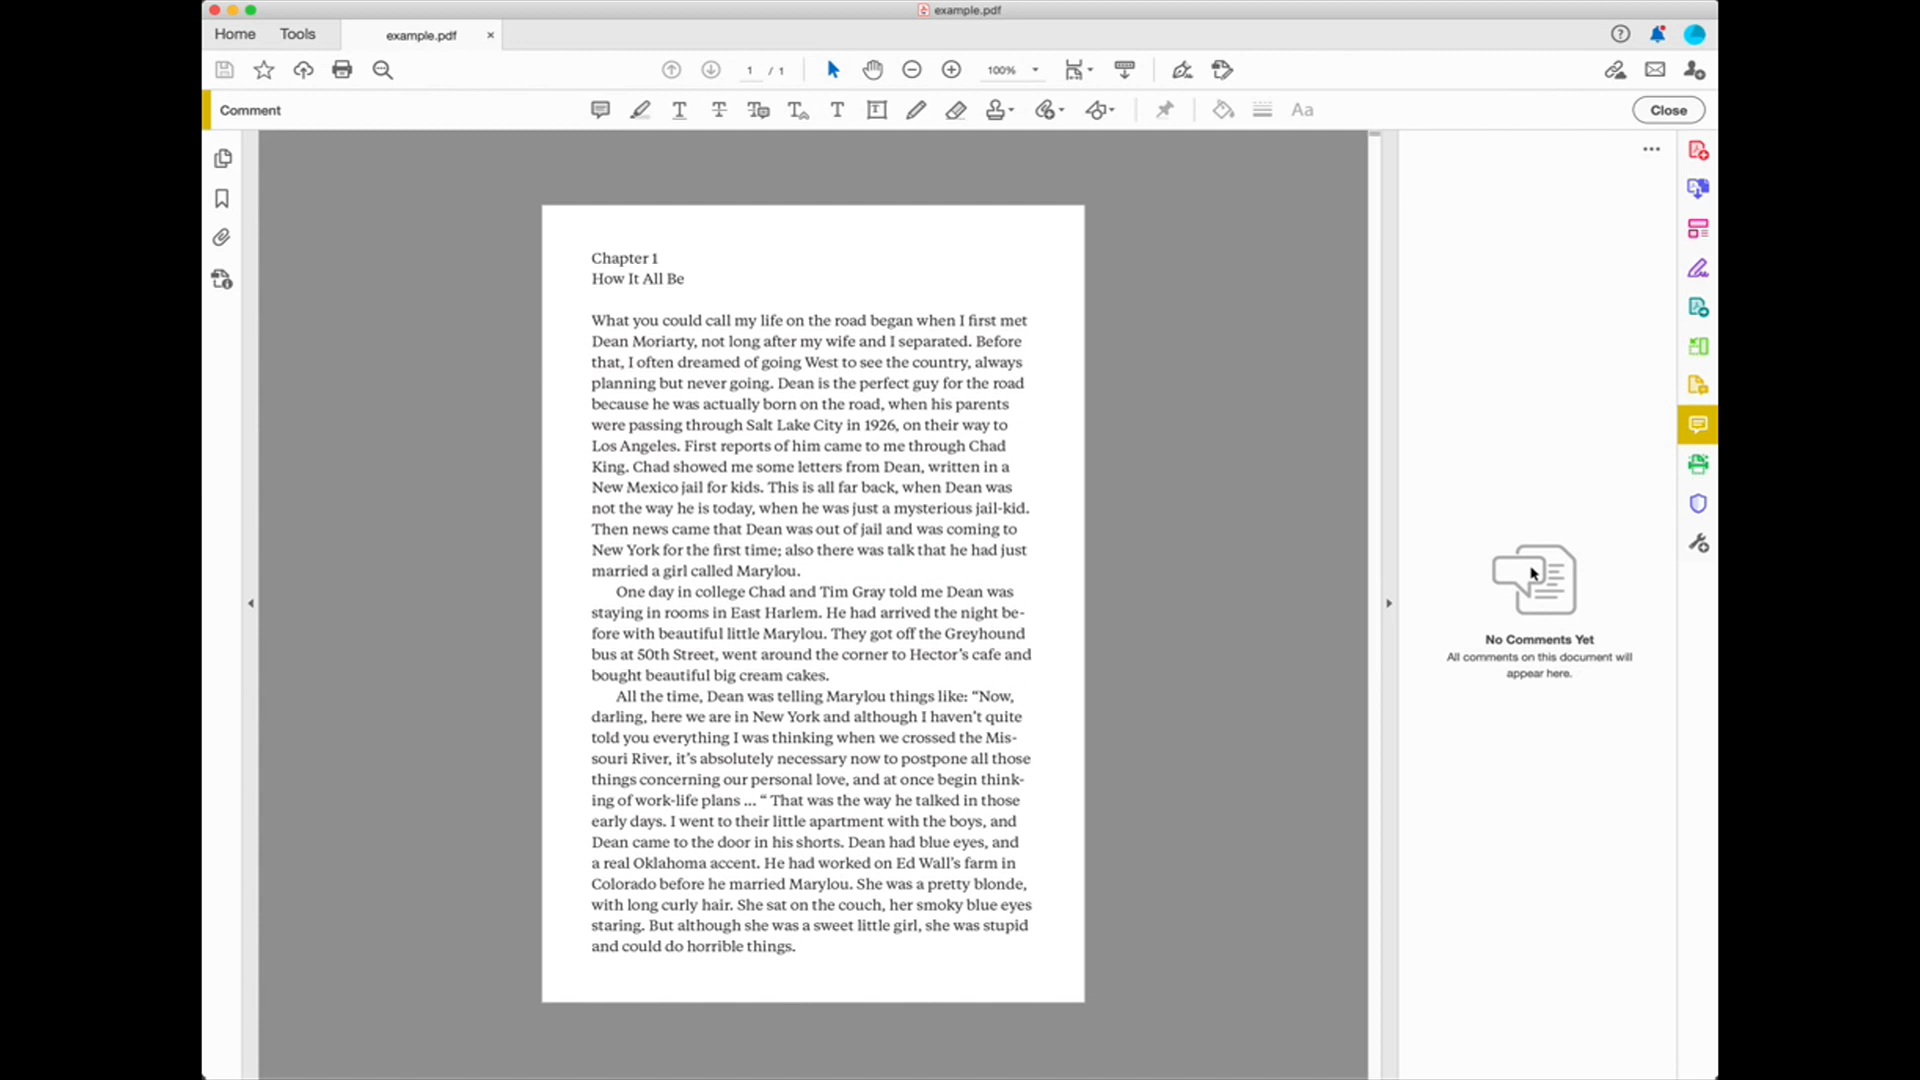 example.pdf
Home
Tools
example.pdf
1 / 1
100%
Comment
Aa
Close
Chapter 1
How It All Be
What you could call my life on the road began when I first met
Dean Moriarty, not long after my wife and I separated. Before
that, I often dreamed of going West to see the country, always
planning but never going. Dean is the perfect guy for the road
because he was actually born on the road, when his parents
were passing through Salt Lake City in 1926, on their way to
Los Angeles. First reports of him came to me through Chad
King. Chad showed me some letters from Dean, written in a
New Mexico jail for kids. This is all far back, when Dean was
not the way he is today, when he was just a mysterious jail-kid.
Then news came that Dean was out of jail and was coming to
New York for the first time; also there was talk that he had just
married a girl called Marylou.
One day in college Chad and Tim Gray told me Dean was
staying in rooms in East Harlem. He had arrived the night be-
fore with beautiful little Marylou. They got off the Greyhound
bus at 50th Street, went around the corner to Hector’s cafe and
bought beautiful big cream cakes.
All the time, Dean was telling Marylou things like: “Now,
darling, here we are in New York and although I haven’t quite
told you everything I was thinking when we crossed the Mis-
souri River, it’s absolutely necessary now to postpone all those
things concerning our personal love, and at once begin think-
ing of work-life plans ... “ That was the way he talked in those
early days. I went to their little apartment with the boys, and
Dean came to the door in his shorts. Dean had blue eyes, and
a real Oklahoma accent. He had worked on Ed Wall’s farm in
Colorado before he married Marylou. She was a pretty blonde,
with long curly hair. She sat on the couch, her smoky blue eyes
staring. But although she was a sweet little girl, she was stupid
and could do horrible things.
No Comments Yet
All comments on this document will
appear here.